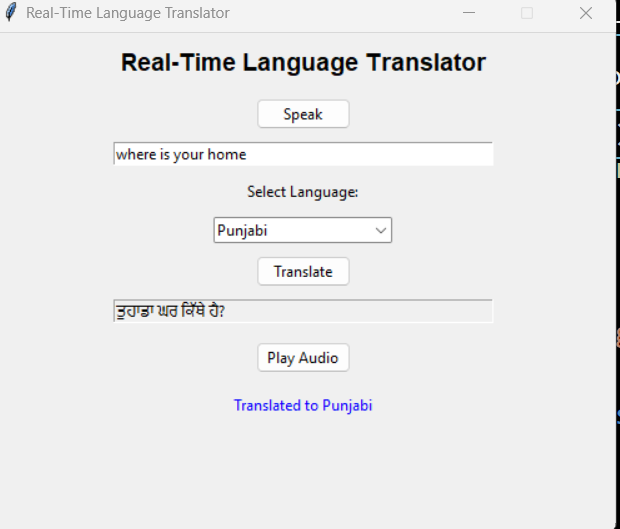 Real-Time Language Translator
Real-Time Language Translator
Speak
where is your home
Select Language:
Punjabi
Translate
ਤੁਹਾਡਾ ਘਰ ਕਿੱਥੇ ਹੈ?
Play Audio
Translated to Punjabi